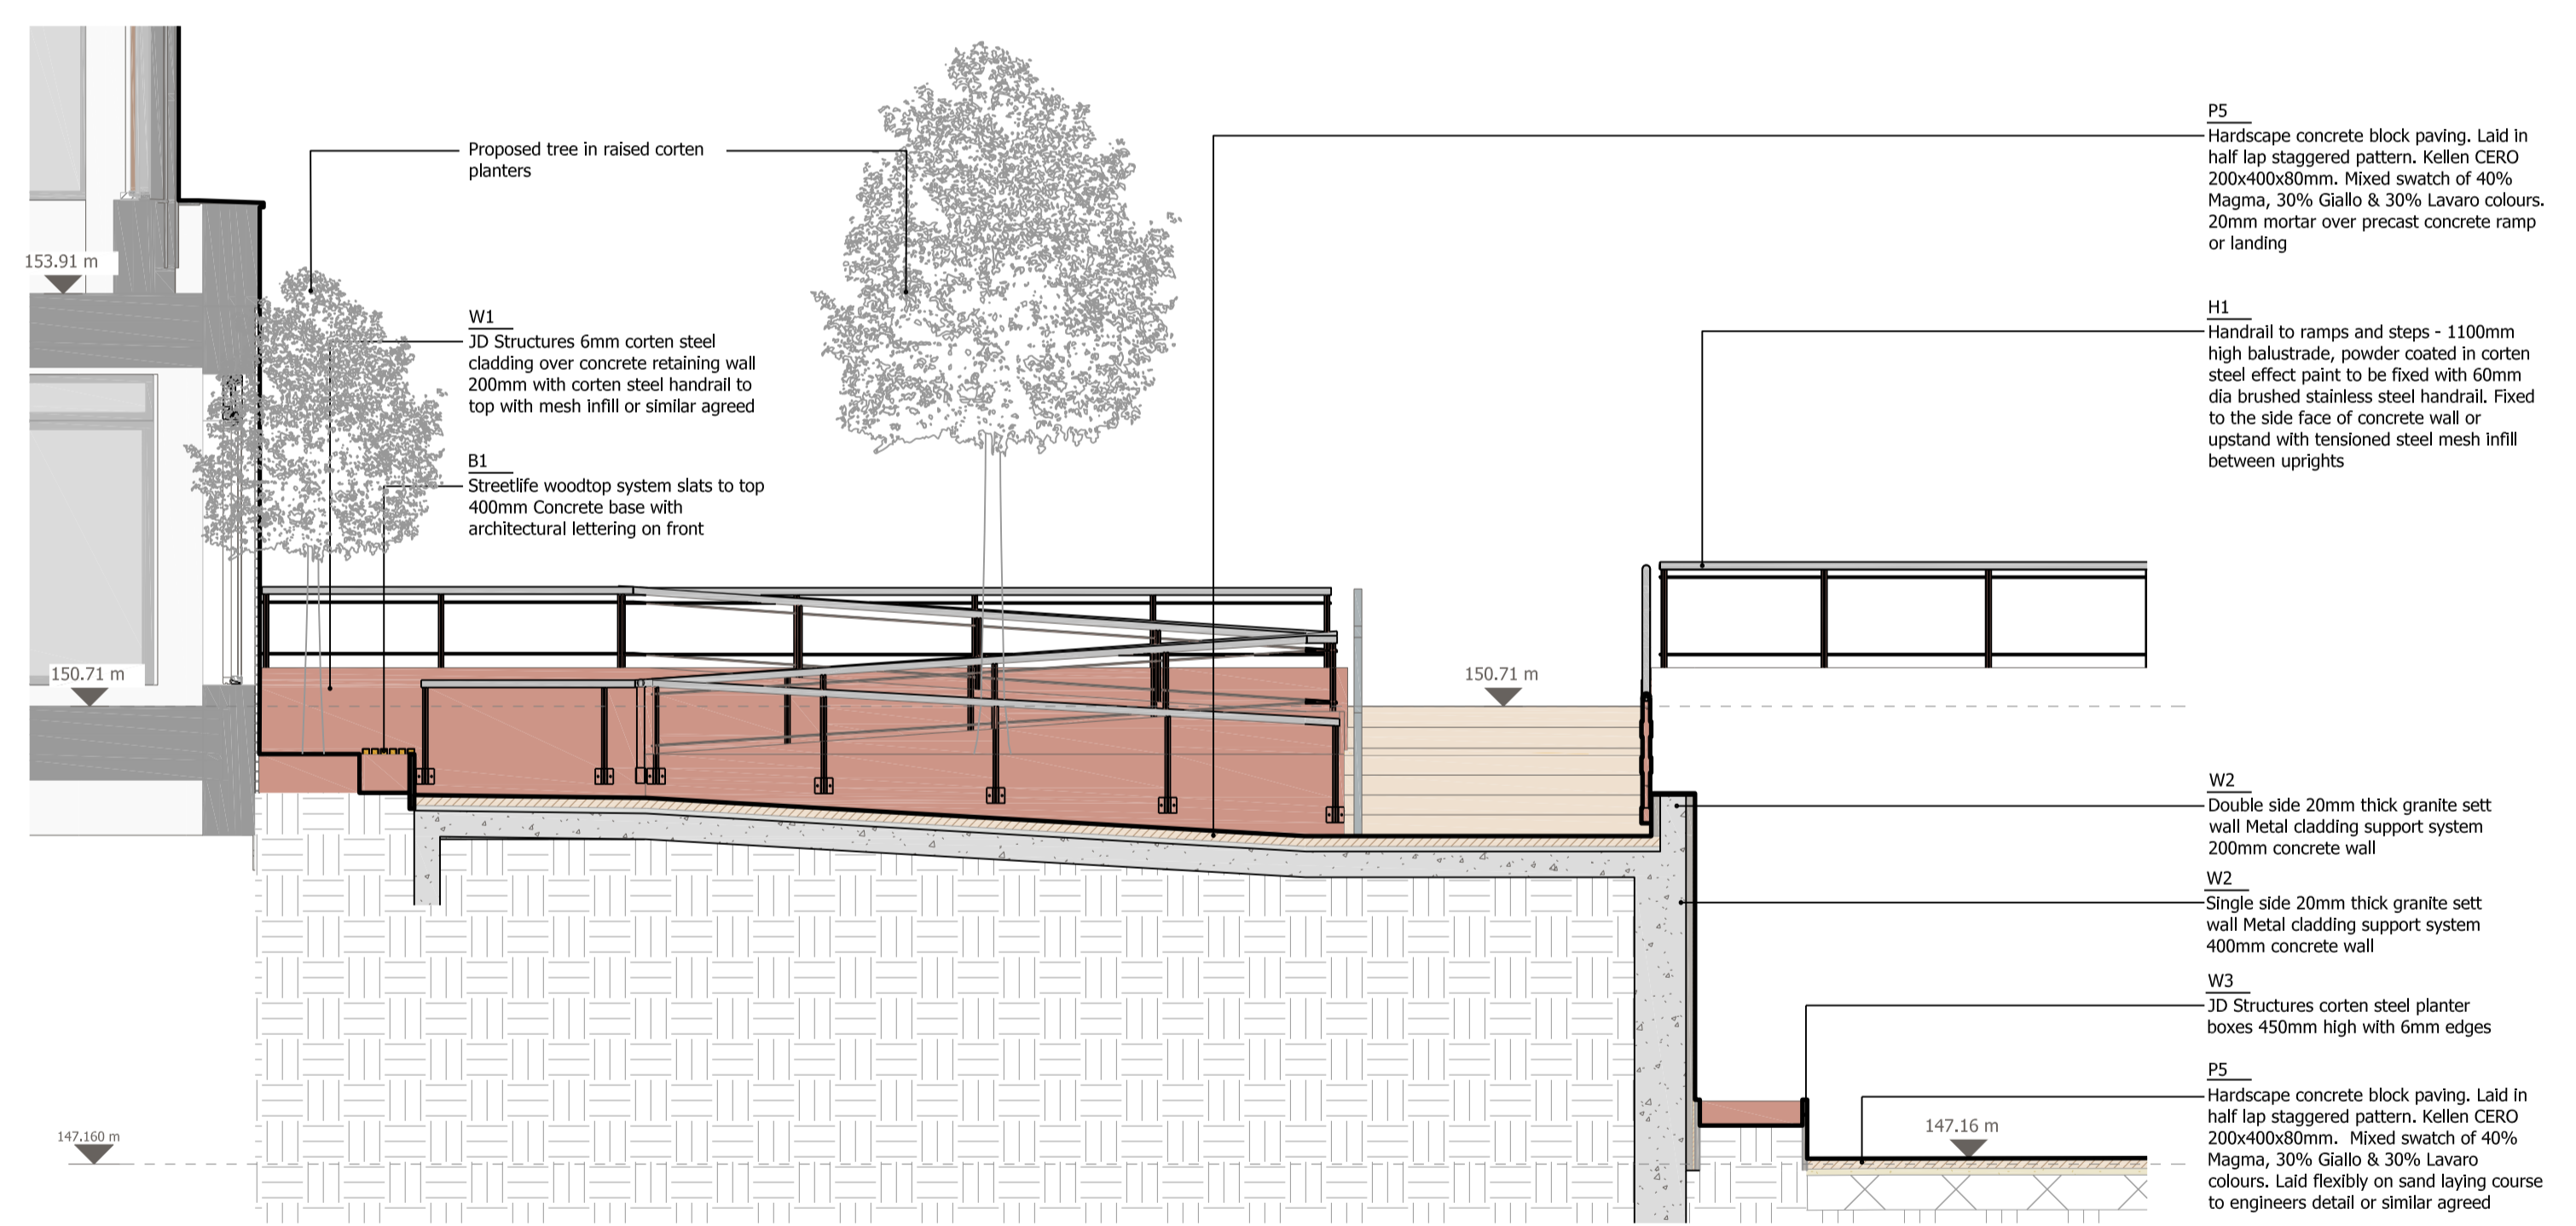 Proposed tree in raised corten
planters
W1
JD Structures 6mm corten steel
cladding over concrete retaining wall
200mm with corten steel handrail to
top with mesh infill or similar agreed
B1
Streetlife woodtop system slats to top
400mm Concrete base with
architectural lettering on front
153.91 m
150.71 m
147.160 m
150.71 m
147.16 m
P5
Hardscape concrete block paving. Laid in
half lap staggered pattern. Kellen CERO
200x400x80mm. Mixed swatch of 40%
Magma, 30% Giallo & 30% Lavaro colours.
20mm mortar over precast concrete ramp
or landing
H1
Handrail to ramps and steps - 1100mm
high balustrade, powder coated in corten
steel effect paint to be fixed with 60mm
dia brushed stainless steel handrail. Fixed
to the side face of concrete wall or
upstand with tensioned steel mesh infill
between uprights
W2
Double side 20mm thick granite sett
wall Metal cladding support system
200mm concrete wall
W2
Single side 20mm thick granite sett
wall Metal cladding support system
400mm concrete wall
W3
JD Structures corten steel planter
boxes 450mm high with 6mm edges
P5
Hardscape concrete block paving. Laid in
half lap staggered pattern. Kellen CERO
200x400x80mm.  Mixed swatch of 40%
Magma, 30% Giallo & 30% Lavaro
colours. Laid flexibly on sand laying course
to engineers detail or similar agreed